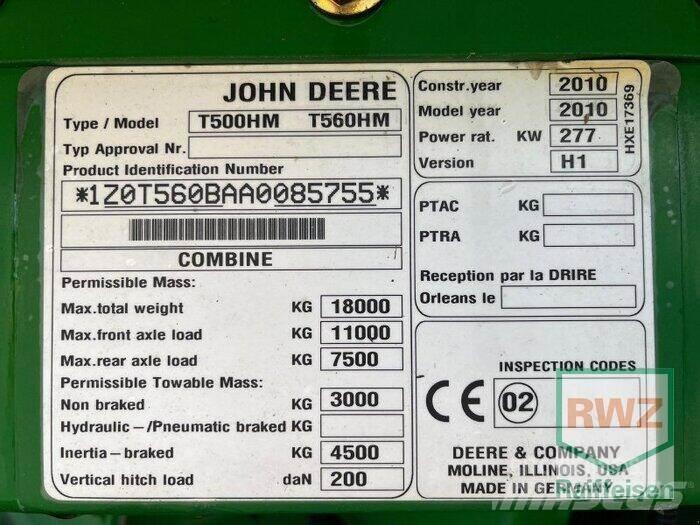 JOHN DEERE
Type / Model T500HM T560HM
Typ Approval Nr.
Product Identification Number
*1Z0T560BAA0085755*
COMBINE
Permissible Mass:
Max.total weight KG 18000
Max.front axle load KG 11000
Max.rear axle load KG 7500
Permissible Towable Mass:
Non braked KG 3000
Hydraulic-/Pneumatic braked KG
Inertia-braked KG 4500
Vertical hitch load daN 200
Constr.year 2010
Model year 2010
Power rat. KW 277
Version H1
HXE17369
PTAC KG
PTRA KG
Reception par la DRIRE
Orleans le
INSPECTION CODES
CE 02
DEERE & COMPANY
MOLINE, ILLINOIS, USA
MADE IN GERMANY
RWZ
Raiffeisen